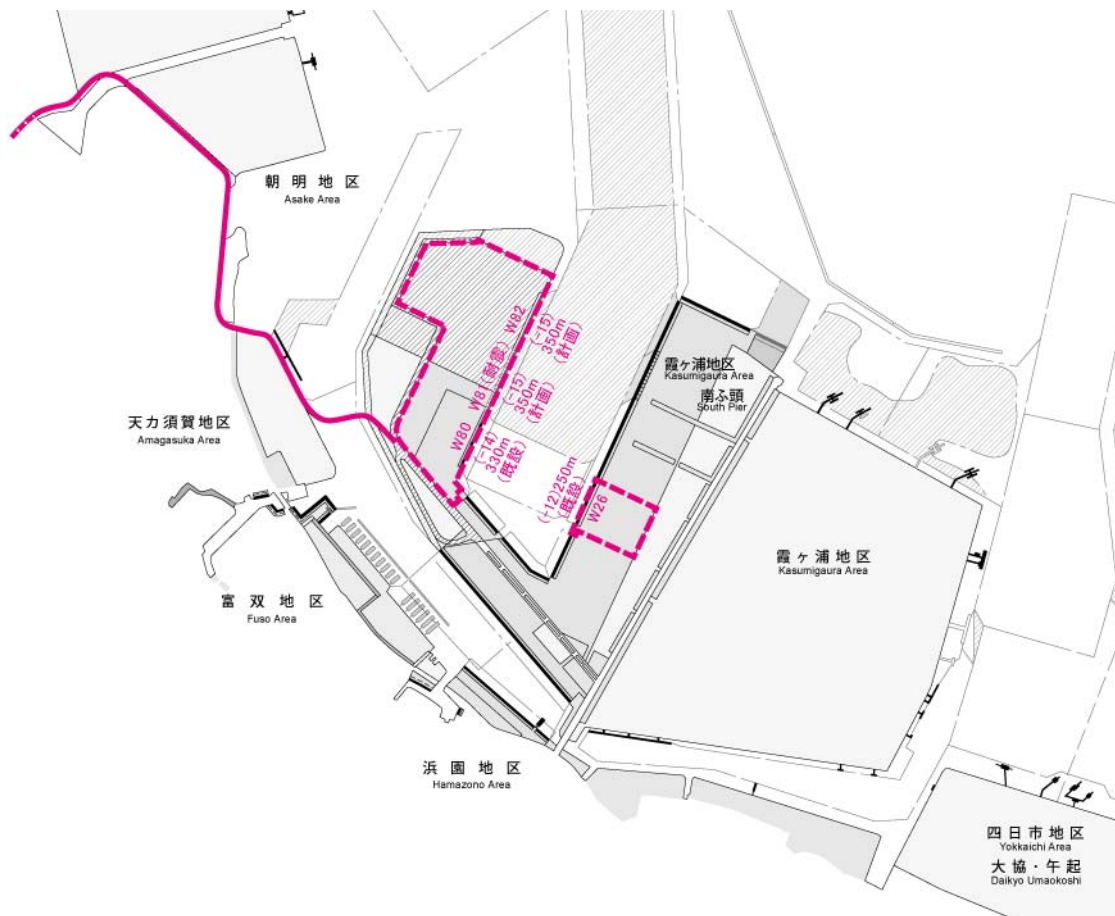 朝明地区
Asake Area
W82
(-15)
350m
(計画)
W81(耐震)
(-15)
350m
(計画)
W80
(-14)
330m
(既設)
霞ヶ浦地区
Kasumigaura Area
南ふ頭
South Pier
天カ須賀地区
Amagasuka Area
(-12)250m
(既設)
W26
霞ヶ浦地区
Kasumigaura Area
富双地区
Fuso Area
浜園地区
Hamazono Area
四日市地区
Yokkaichi Area
大協・午起
Daikyo Umaokoshi